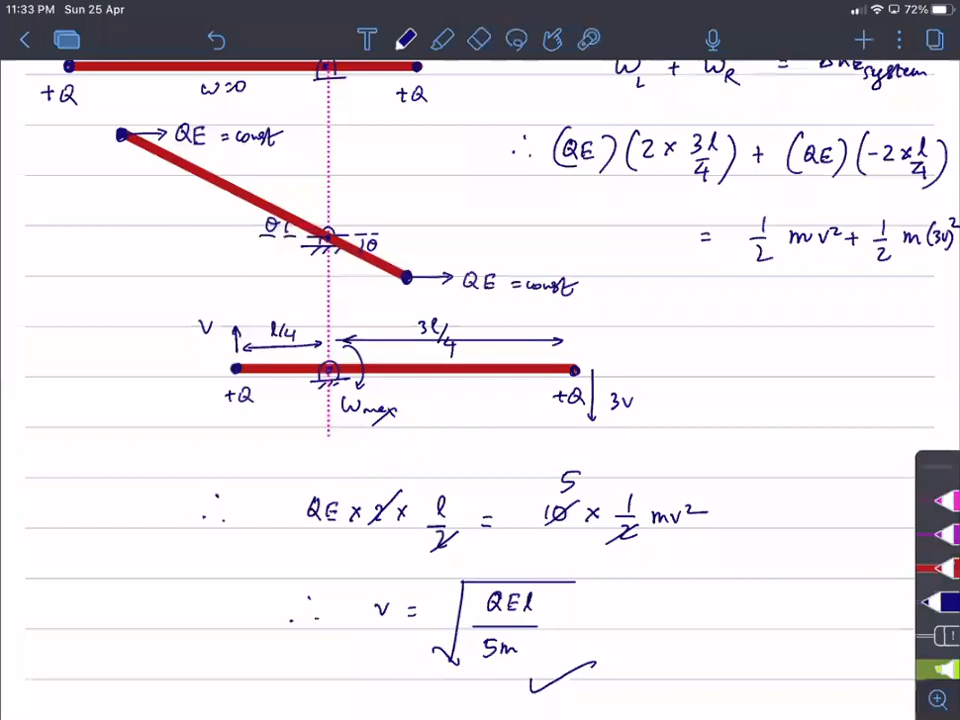 11:33 PM Sun 25 Apr 72%
T
+Q ω=0 +Q
W_L + W_R = ΔKE_system
QE = const
∴ (QE)(2 × 3l/4) + (QE)(-2 × l/4)
θ θ
= 1/2 mv² + 1/2 m(3v)²
QE = const
V l/4 3l/4
+Q ω_max +Q 3v
∴ QE × 2 × l/2 = 10 5 × 1/2 mv²
∴ v = √(QEl/5m)